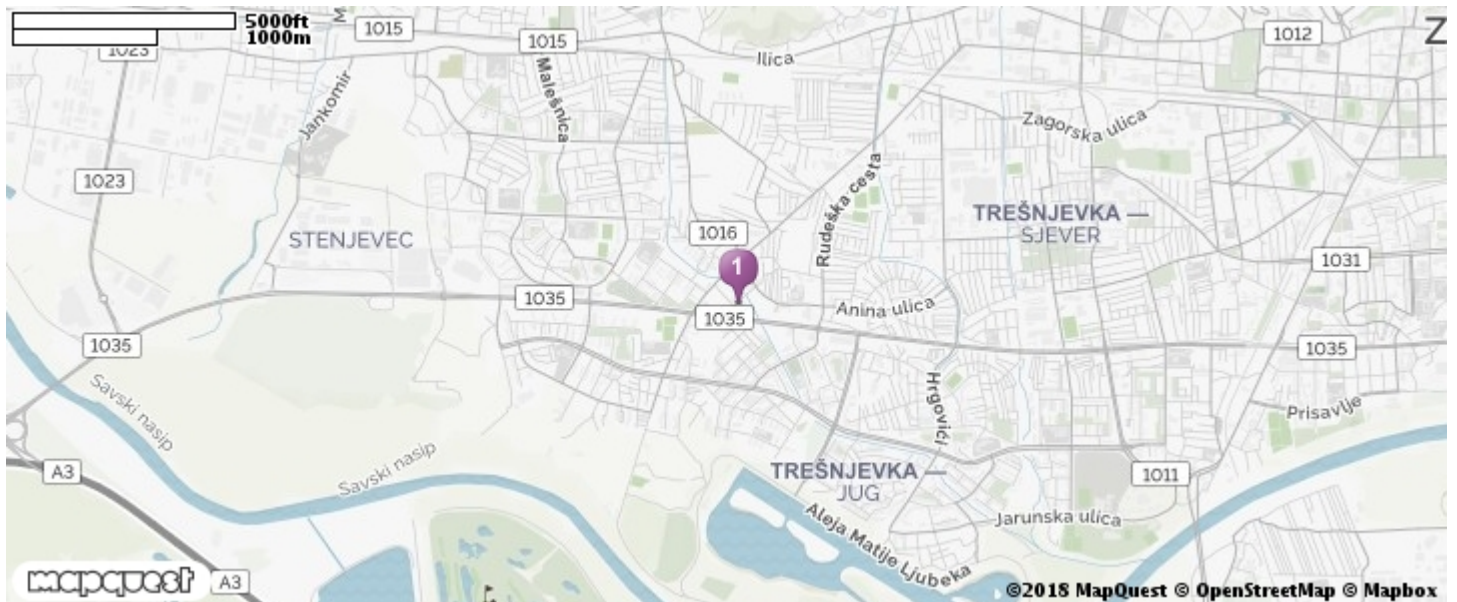 5000ft
1000m
1023
1015
1015
Ilica
1012
Z
Malešnica
Jankomir
Zagorska ulica
1023
Rudeška cesta
TREŠNJEVKA —
SJEVER
STENJEVEC
1016
1
1031
1035
1035
Anina ulica
1035
1035
Hrgovići
Prisavlje
Savski nasip
A3
Savski nasip
TREŠNJEVKA —
JUG
1011
Aleja Matije Ljubeka
Jarunska ulica
A3
mapquest
©2018 MapQuest © OpenStreetMap © Mapbox